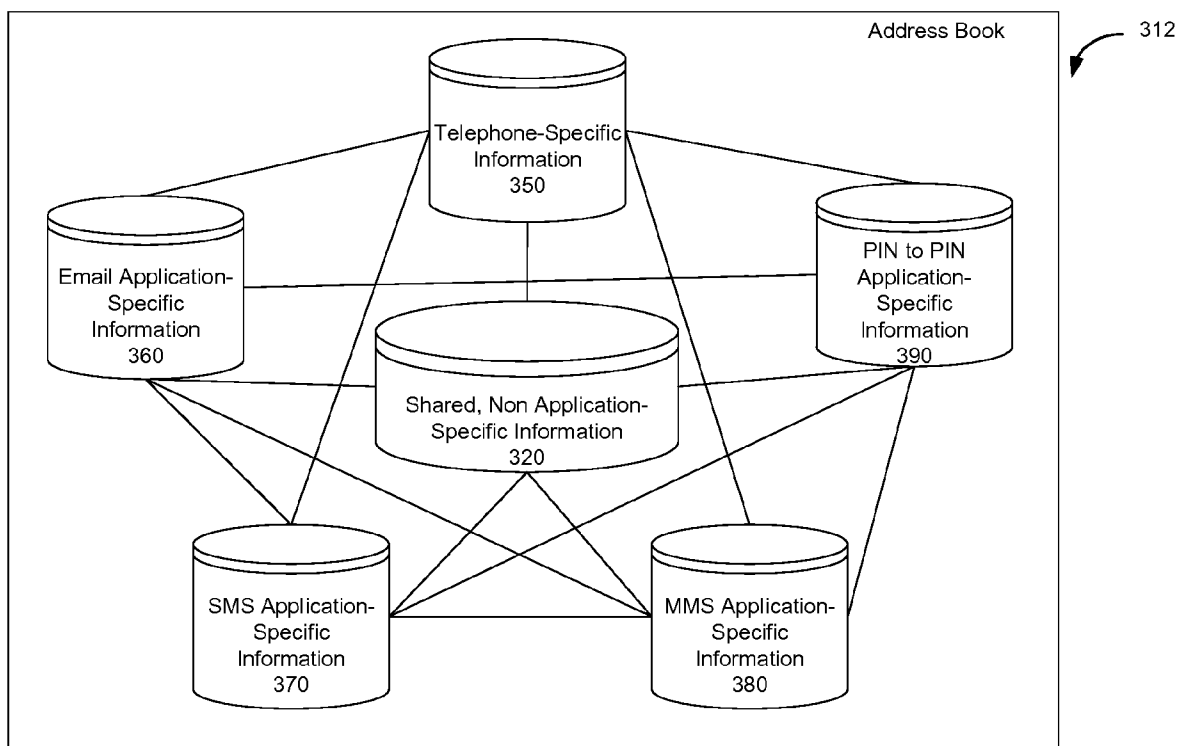 Address Book
312
Telephone-Specific
Information
350
Email Application-
Specific
Information
360
PIN to PIN
Application-
Specific
Information
390
Shared, Non Application-
Specific Information
320
SMS Application-
Specific
Information
370
MMS Application-
Specific
Information
380